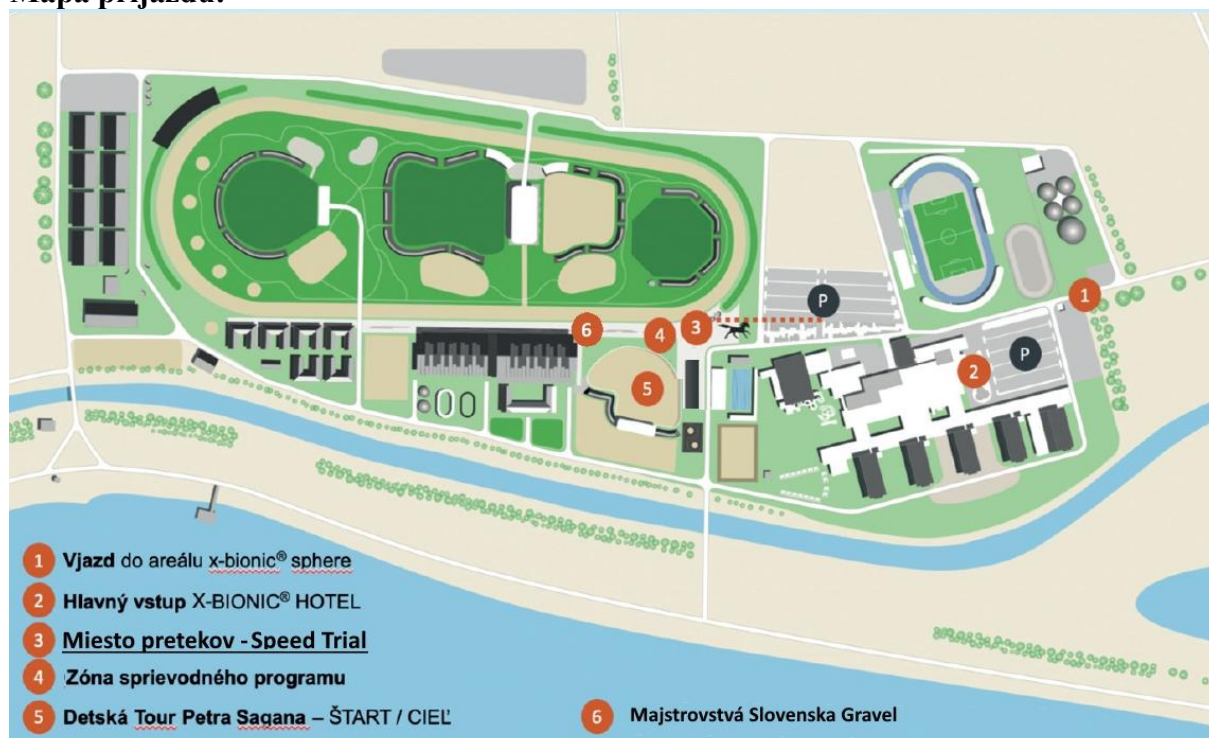 Mapa príjazdu:
P
1
6
4
3
2
P
5
1 Vjazd do areálu x-bionic® sphere
2 Hlavný vstup X-BIONIC® HOTEL
3 Miesto pretekov - Speed Trial
4 Zóna sprievodného programu
5 Detská Tour Petra Sagana – ŠTART / CIEĽ
6 Majstrovstvá Slovenska Gravel